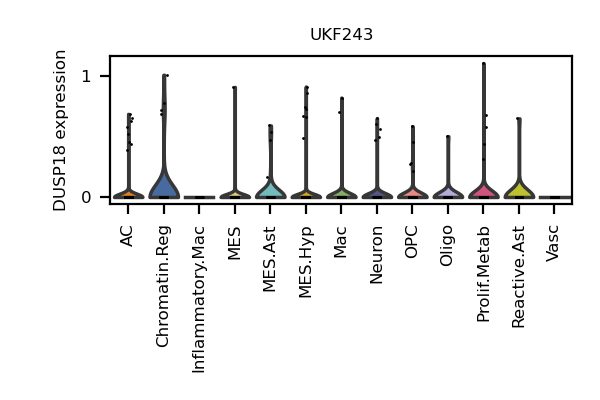 UKF243
DUSP18 expression
1
0
AC
Chromatin.Reg
Inflammatory.Mac
MES
MES.Ast
MES.Hyp
Mac
Neuron
OPC
Oligo
Prolif.Metab
Reactive.Ast
Vasc